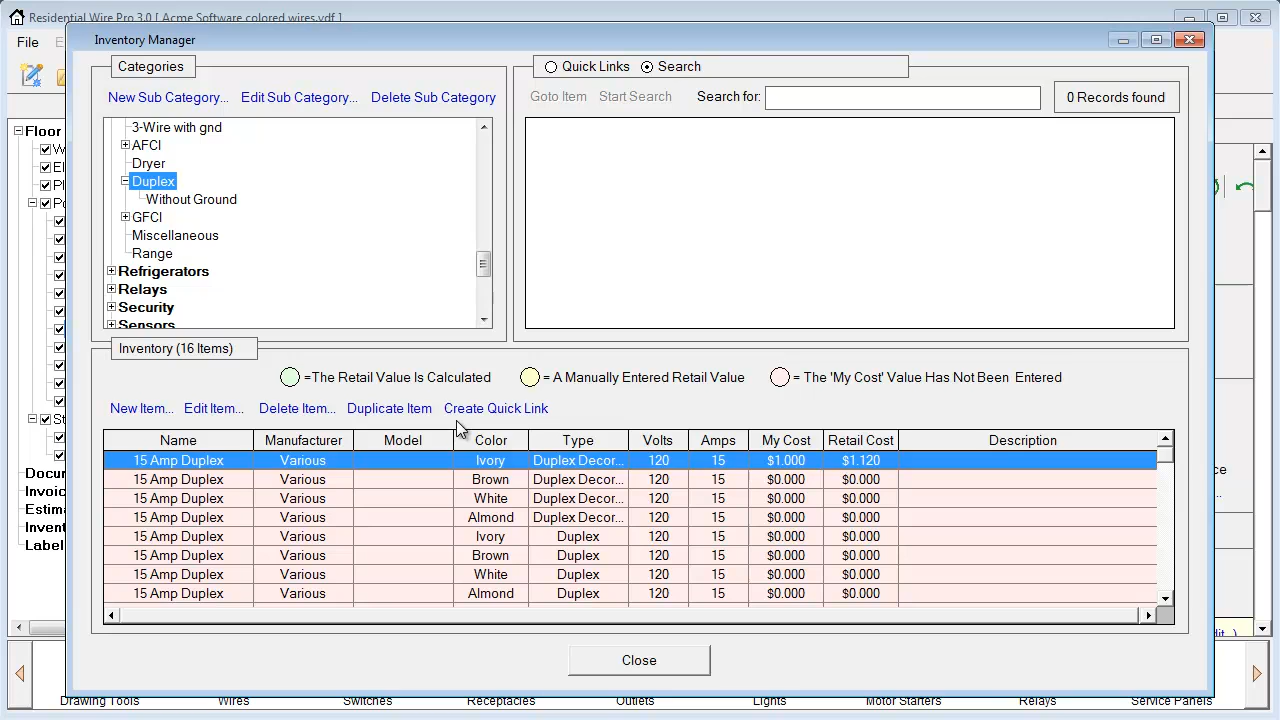 Residential Wire Pro 3.0 [ Acme Software colored wires.vdf ]
File
Inventory Manager
Categories
New Sub Category... Edit Sub Category... Delete Sub Category
3-Wire with gnd
AFCI
Dryer
Duplex
Without Ground
GFCI
Miscellaneous
Range
Refrigerators
Relays
Security
Sensors
Quick Links Search
Goto Item Start Search Search for: 0 Records found
Floor
Docum
Invoic
Estima
Invent
Label
Inventory (16 Items)
=The Retail Value Is Calculated = A Manually Entered Retail Value = The 'My Cost' Value Has Not Been Entered
New Item... Edit Item... Delete Item... Duplicate Item Create Quick Link
Name Manufacturer Model Color Type Volts Amps My Cost Retail Cost Description
15 Amp Duplex Various Ivory Duplex Decor... 120 15 $1.000 $1.120
15 Amp Duplex Various Brown Duplex Decor... 120 15 $0.000 $0.000
15 Amp Duplex Various White Duplex Decor... 120 15 $0.000 $0.000
15 Amp Duplex Various Almond Duplex Decor... 120 15 $0.000 $0.000
15 Amp Duplex Various Ivory Duplex 120 15 $0.000 $0.000
15 Amp Duplex Various Brown Duplex 120 15 $0.000 $0.000
15 Amp Duplex Various White Duplex 120 15 $0.000 $0.000
15 Amp Duplex Various Almond Duplex 120 15 $0.000 $0.000
Close
Drawing Tools Wires Switches Receptacles Outlets Lights Motor Starters Relays Service Panels